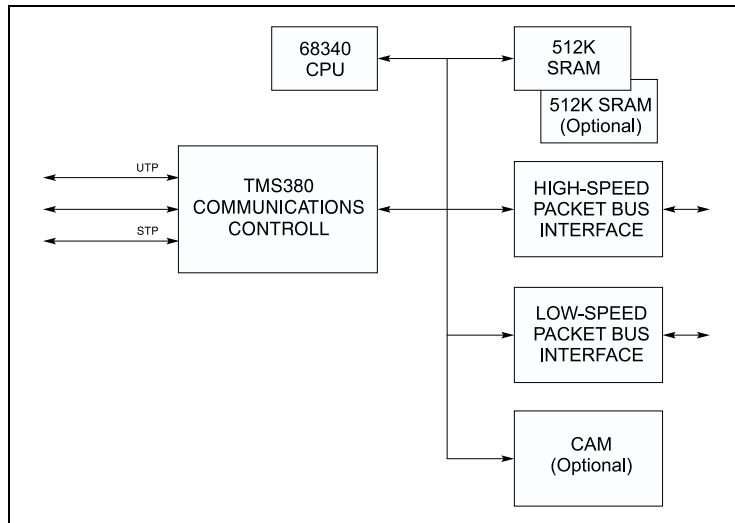 68340
CPU
512K
SRAM
512K SRAM
(Optional)
UTP
STP
TMS380
COMMUNICATIONS
CONTROLL
HIGH-SPEED
PACKET BUS
INTERFACE
LOW-SPEED
PACKET BUS
INTERFACE
CAM
(Optional)